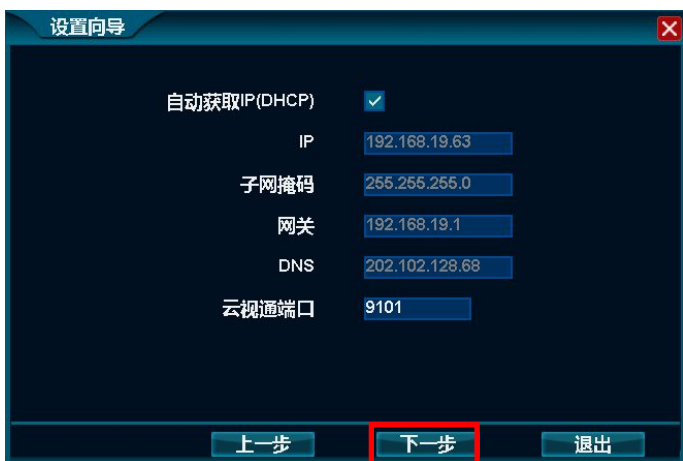 设置向导
自动获取IP(DHCP)
IP 192.168.19.63
子网掩码 255.255.255.0
网关 192.168.19.1
DNS 202.102.128.68
云视通端口 9101
上一步 下一步 退出